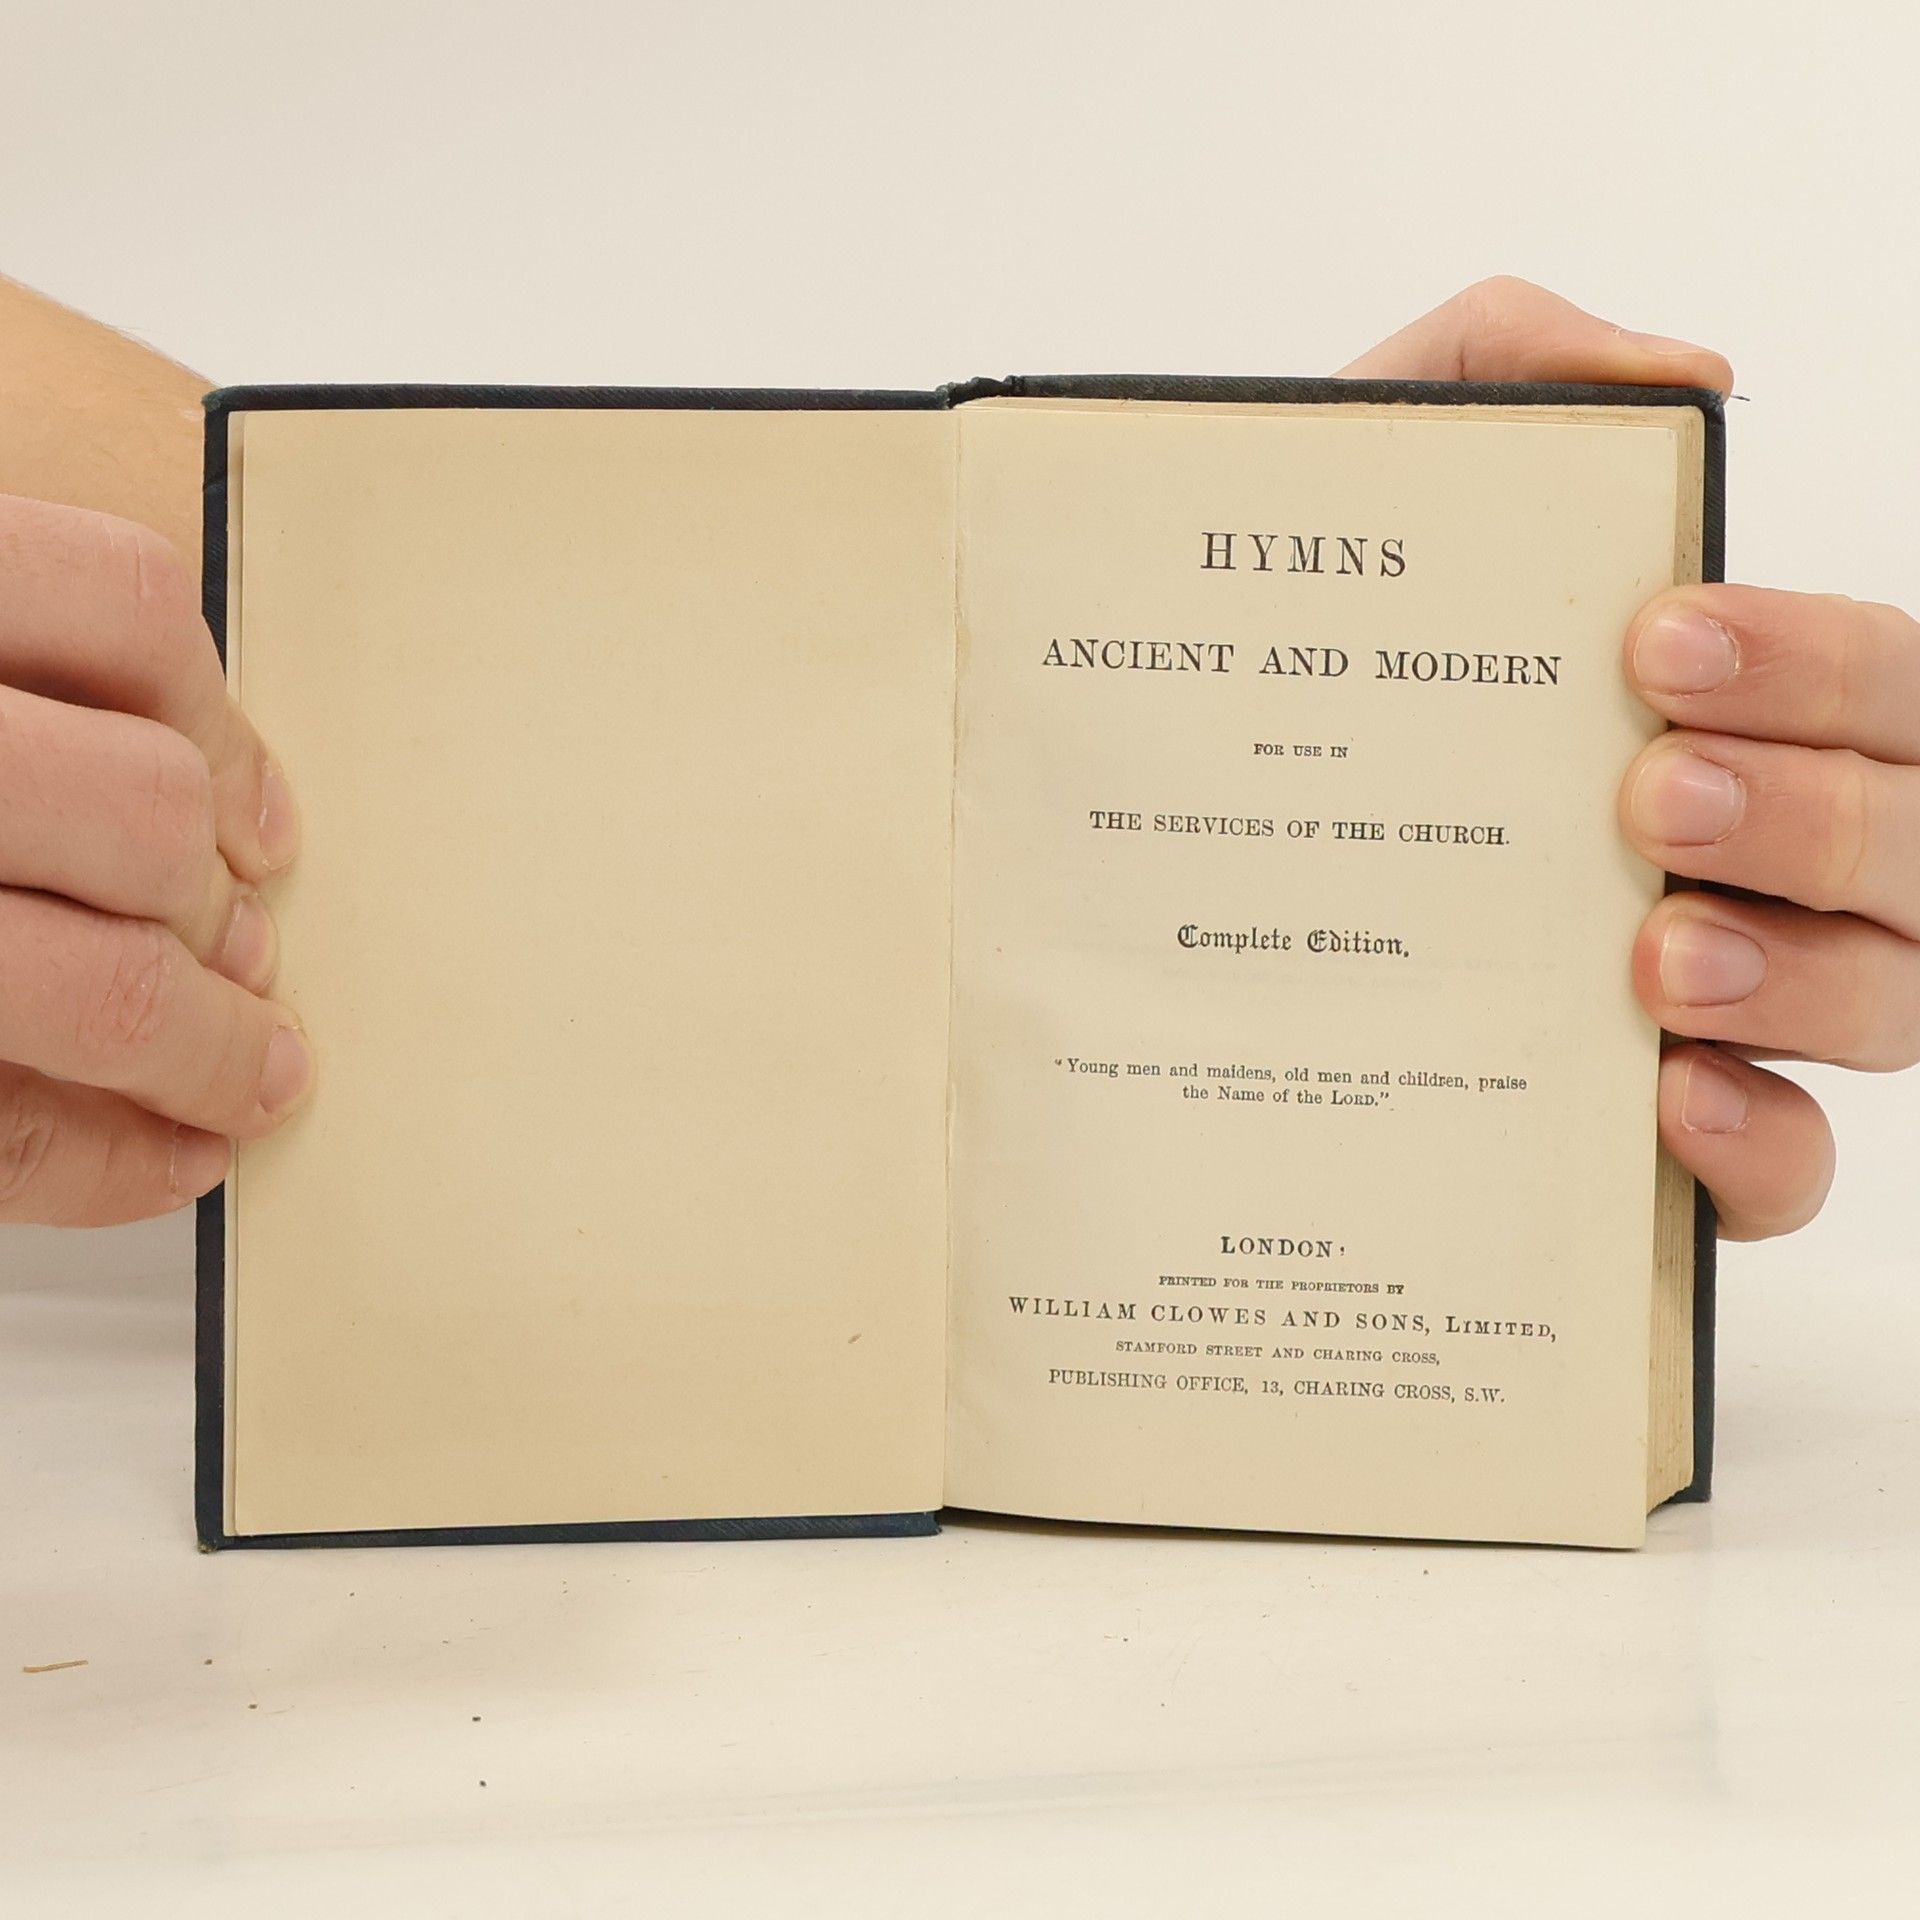 HYMNS
ANCIENT AND MODERN
FOR USE IN
THE SERVICES OF THE CHURCH.
Complete Edition.
"Young men and maidens, old men and children, praise
the Name of the LORD."
LONDON:
PRINTED FOR THE PROPRIETORS BY
WILLIAM CLOWES AND SONS, LIMITED,
STAMFORD STREET AND CHARING CROSS,
PUBLISHING OFFICE, 13, CHARING CROSS, S.W.